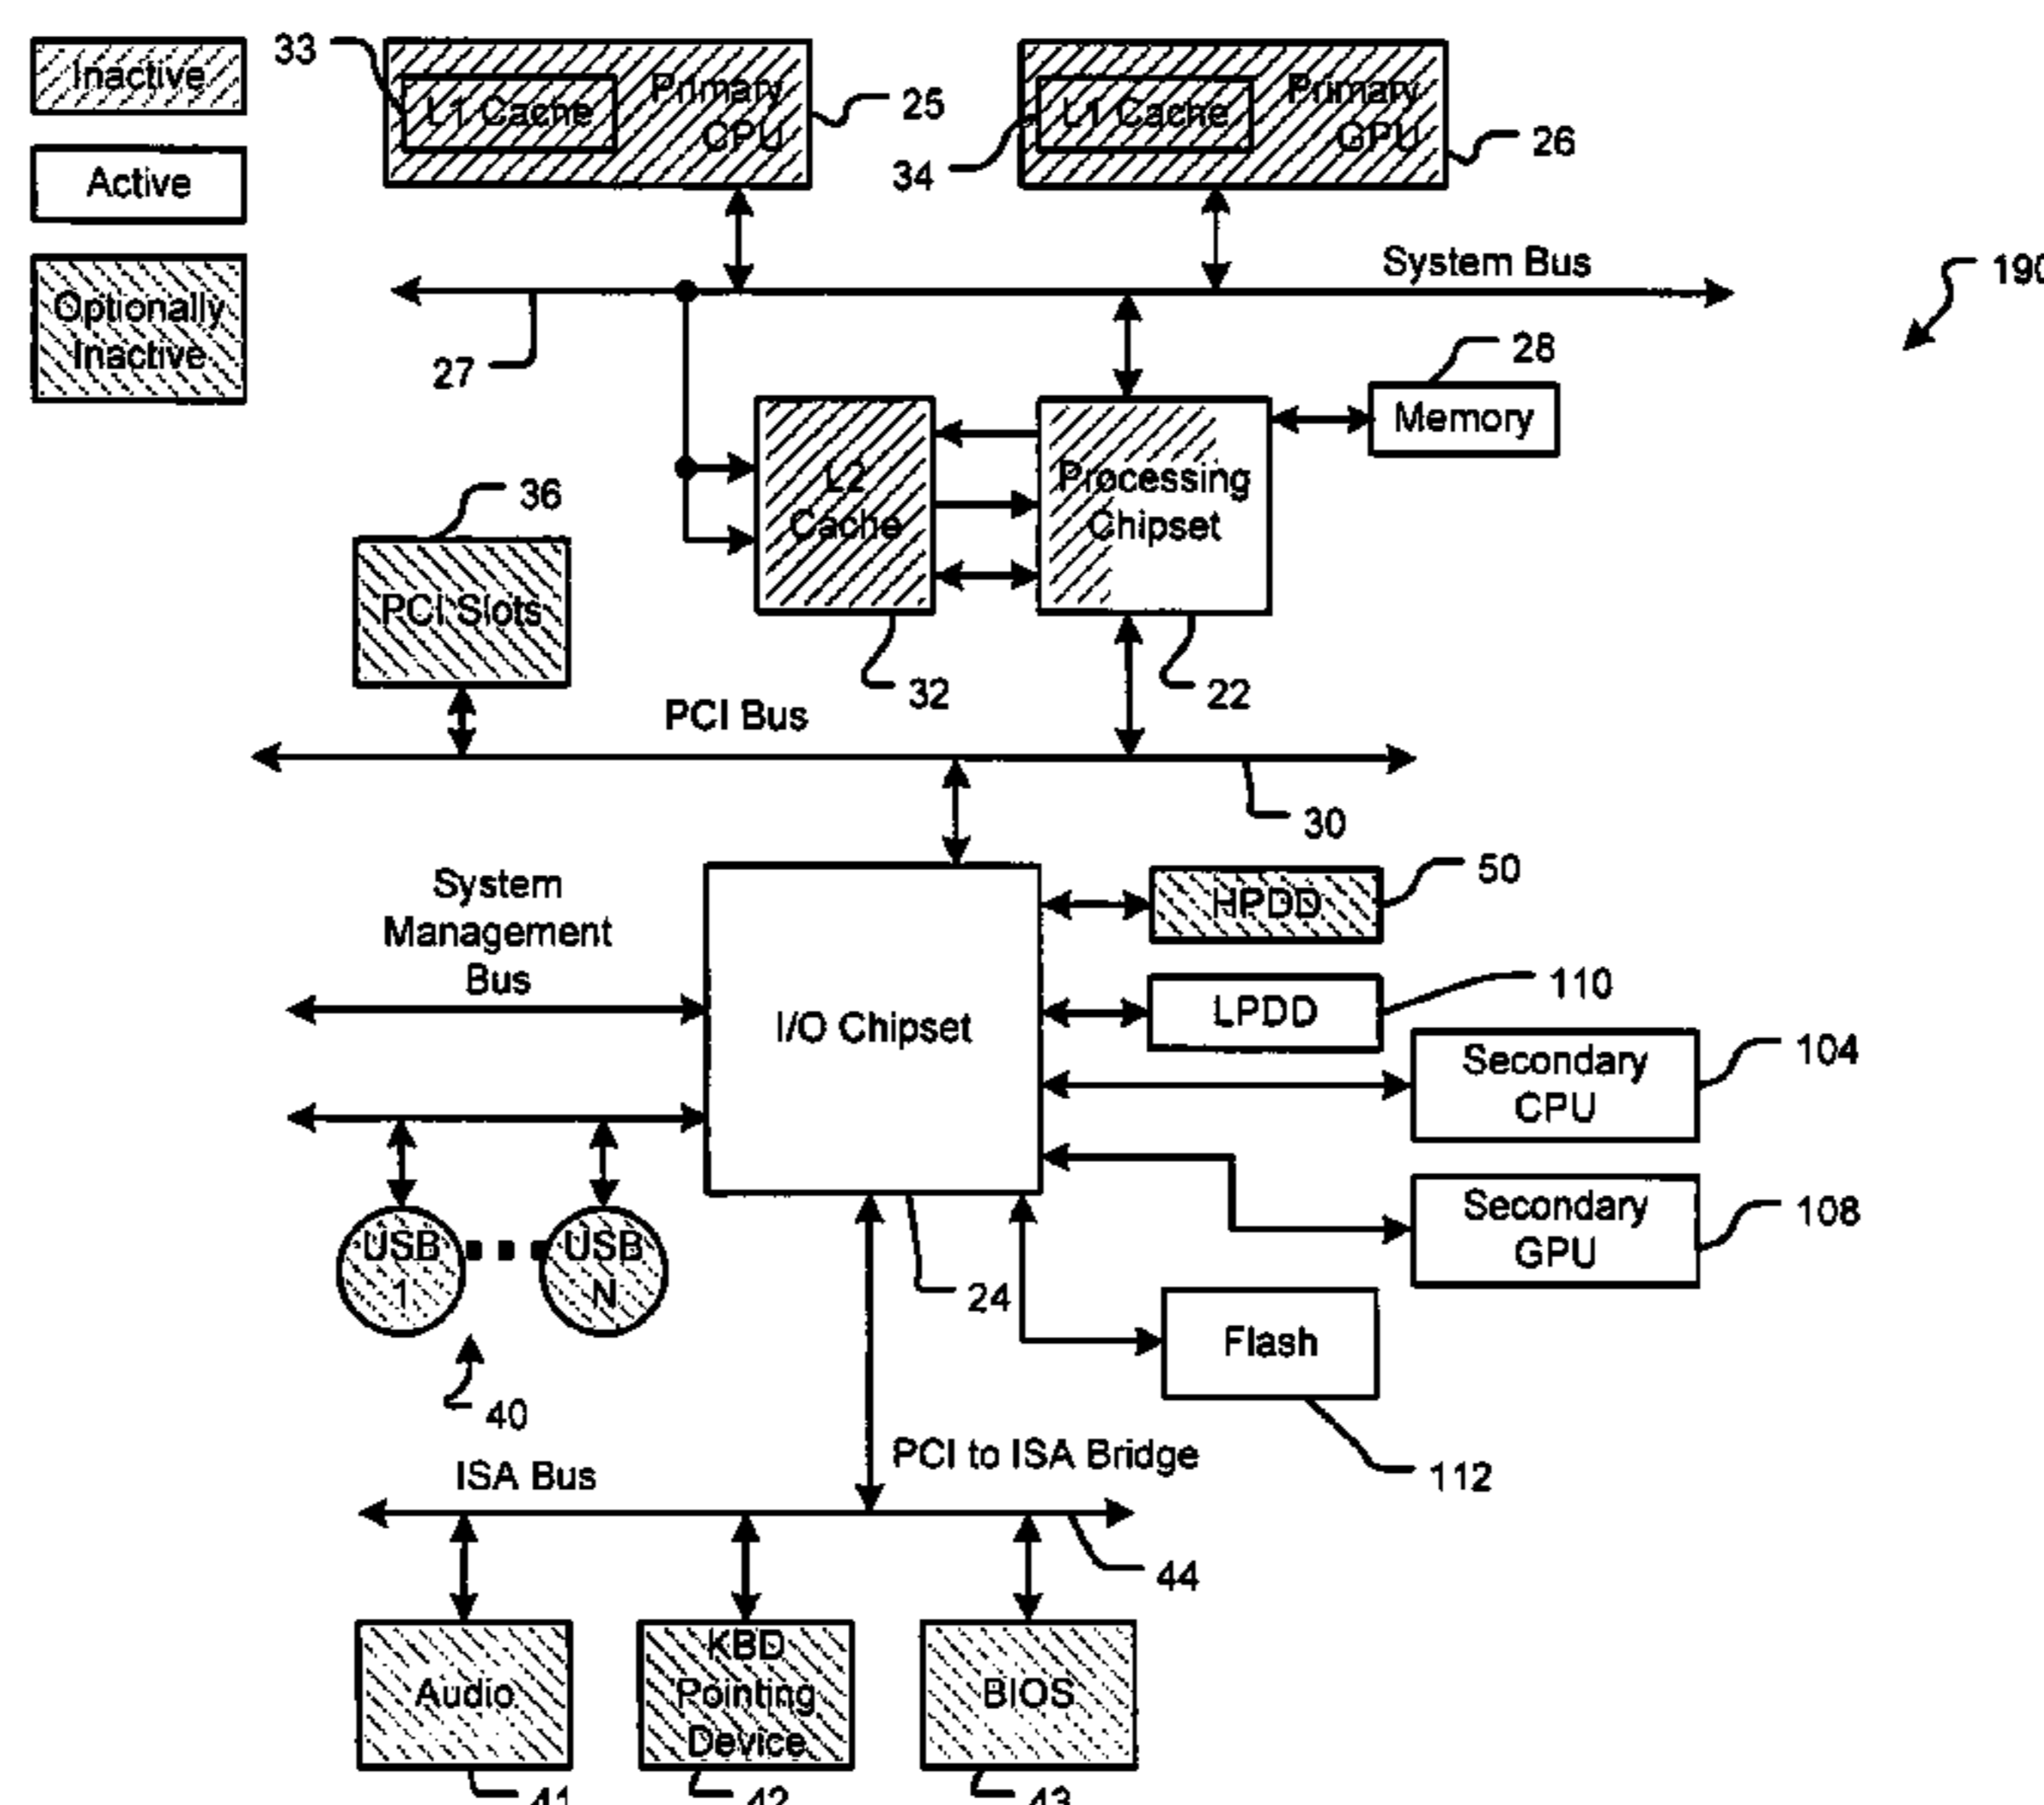 Inactive
Active
Optionally
Inactive
33
L1 Cache
Primary
CPU
25
34
L1 Cache
Primary
GPU
26
System Bus
190
27
28
Memory
L2
Cache
Processing
Chipset
36
PCI Slots
32
22
PCI Bus
30
System
Management
Bus
I/O Chipset
HPDD
50
LPDD
110
Secondary
CPU
104
Secondary
GPU
108
USB
1
USB
N
40
24
Flash
112
PCI to ISA Bridge
ISA Bus
44
Audio
KBD
Pointing
Device
BIOS
41
42
43